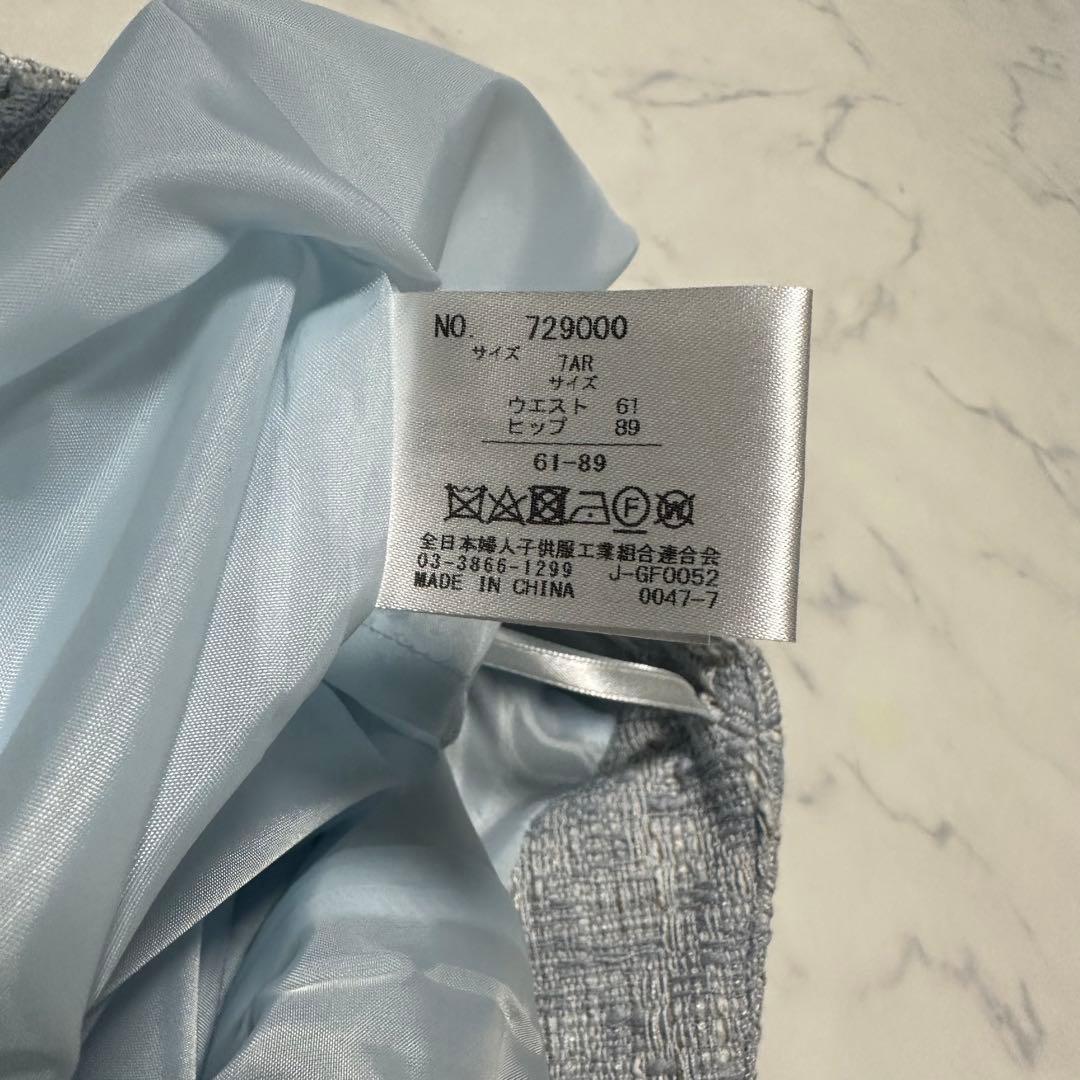 NO. 729000
サイズ 7AR
サイズ
ウエスト 61
ヒップ 89
61-89
F W
全日本婦人子供服工業組合連合会
03-3866-1299 J-GF0052
MADE IN CHINA 0047-7